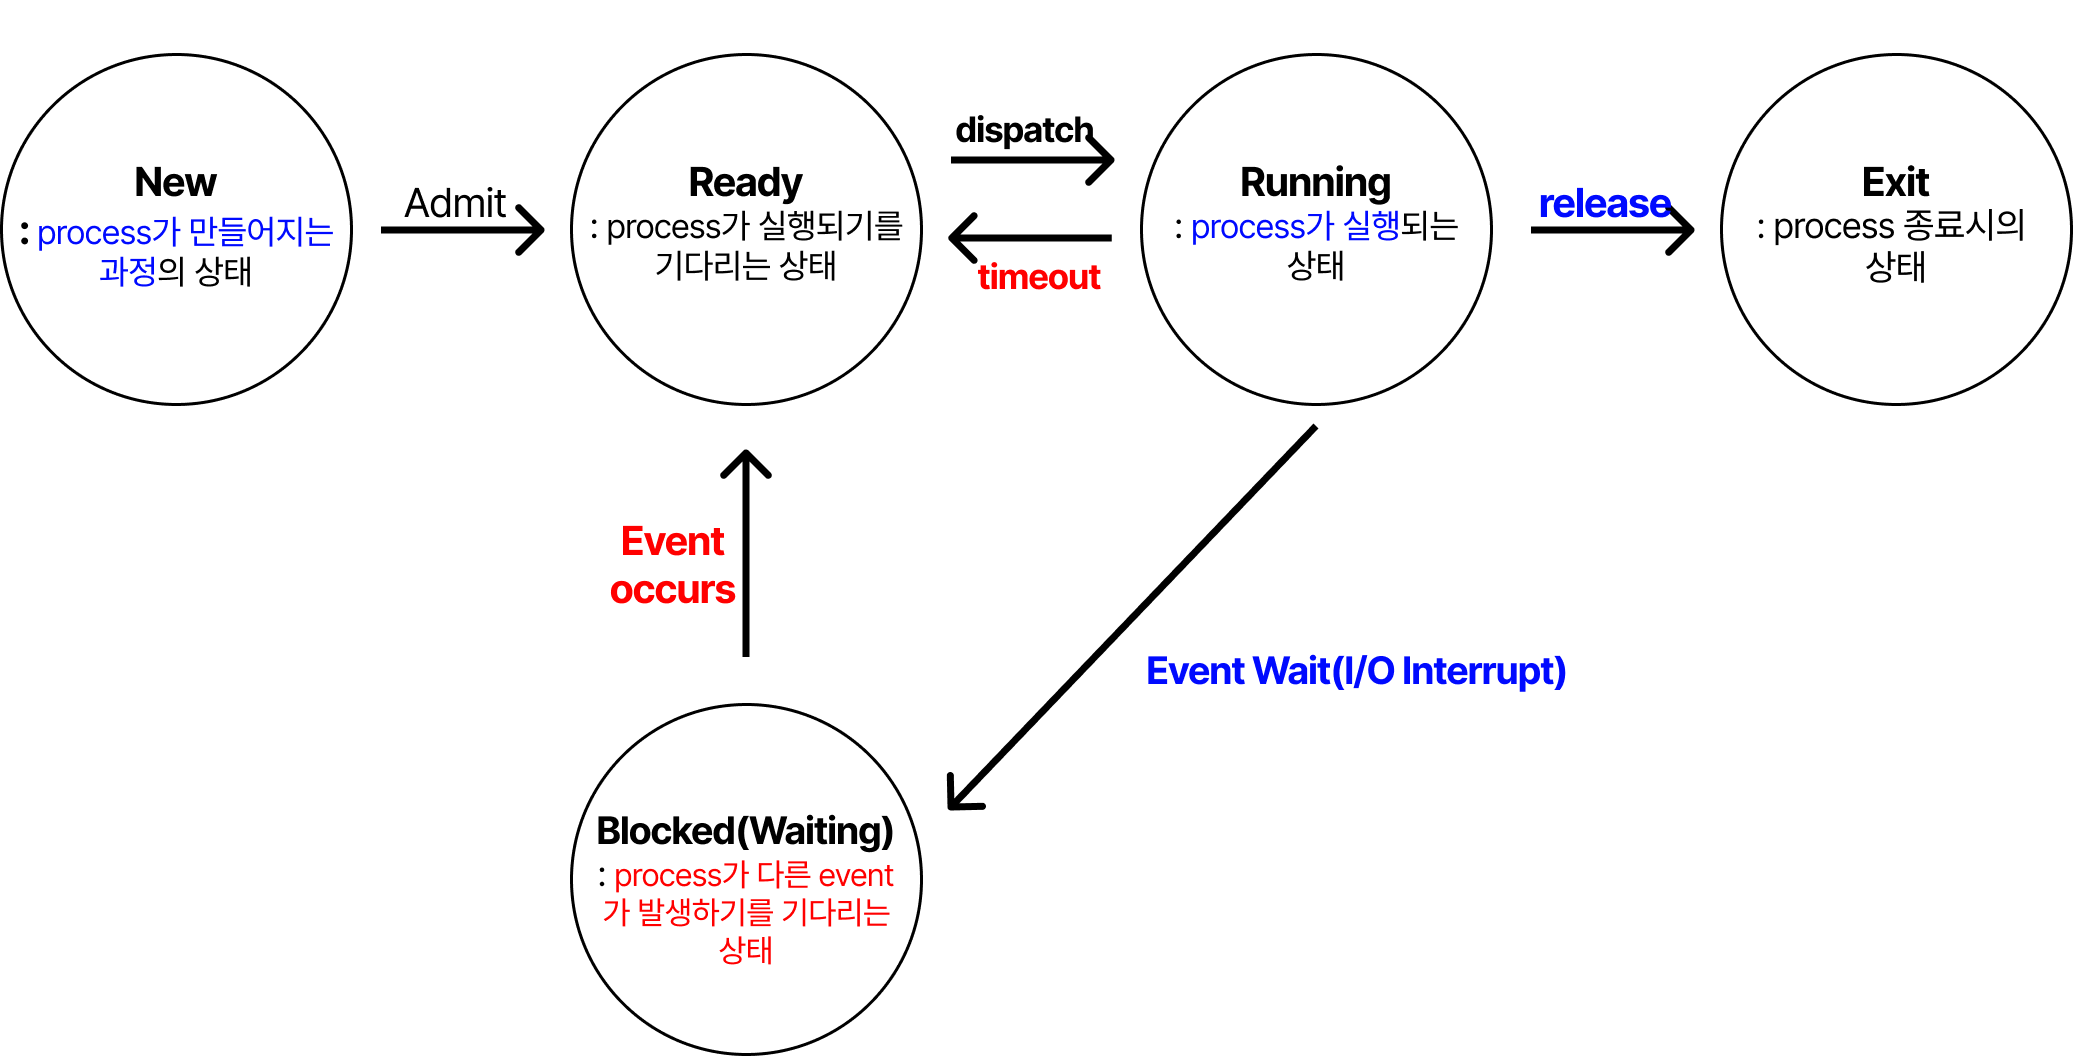 New
: process가 만들어지는
과정의 상태
Admit
Ready
: process가 실행되기를
기다리는 상태
dispatch
timeout
Running
: process가 실행되는
상태
release
Exit
: process 종료시의
상태
Event
occurs
Event Wait(I/O Interrupt)
Blocked(Waiting)
: process가 다른 event
가 발생하기를 기다리는
상태